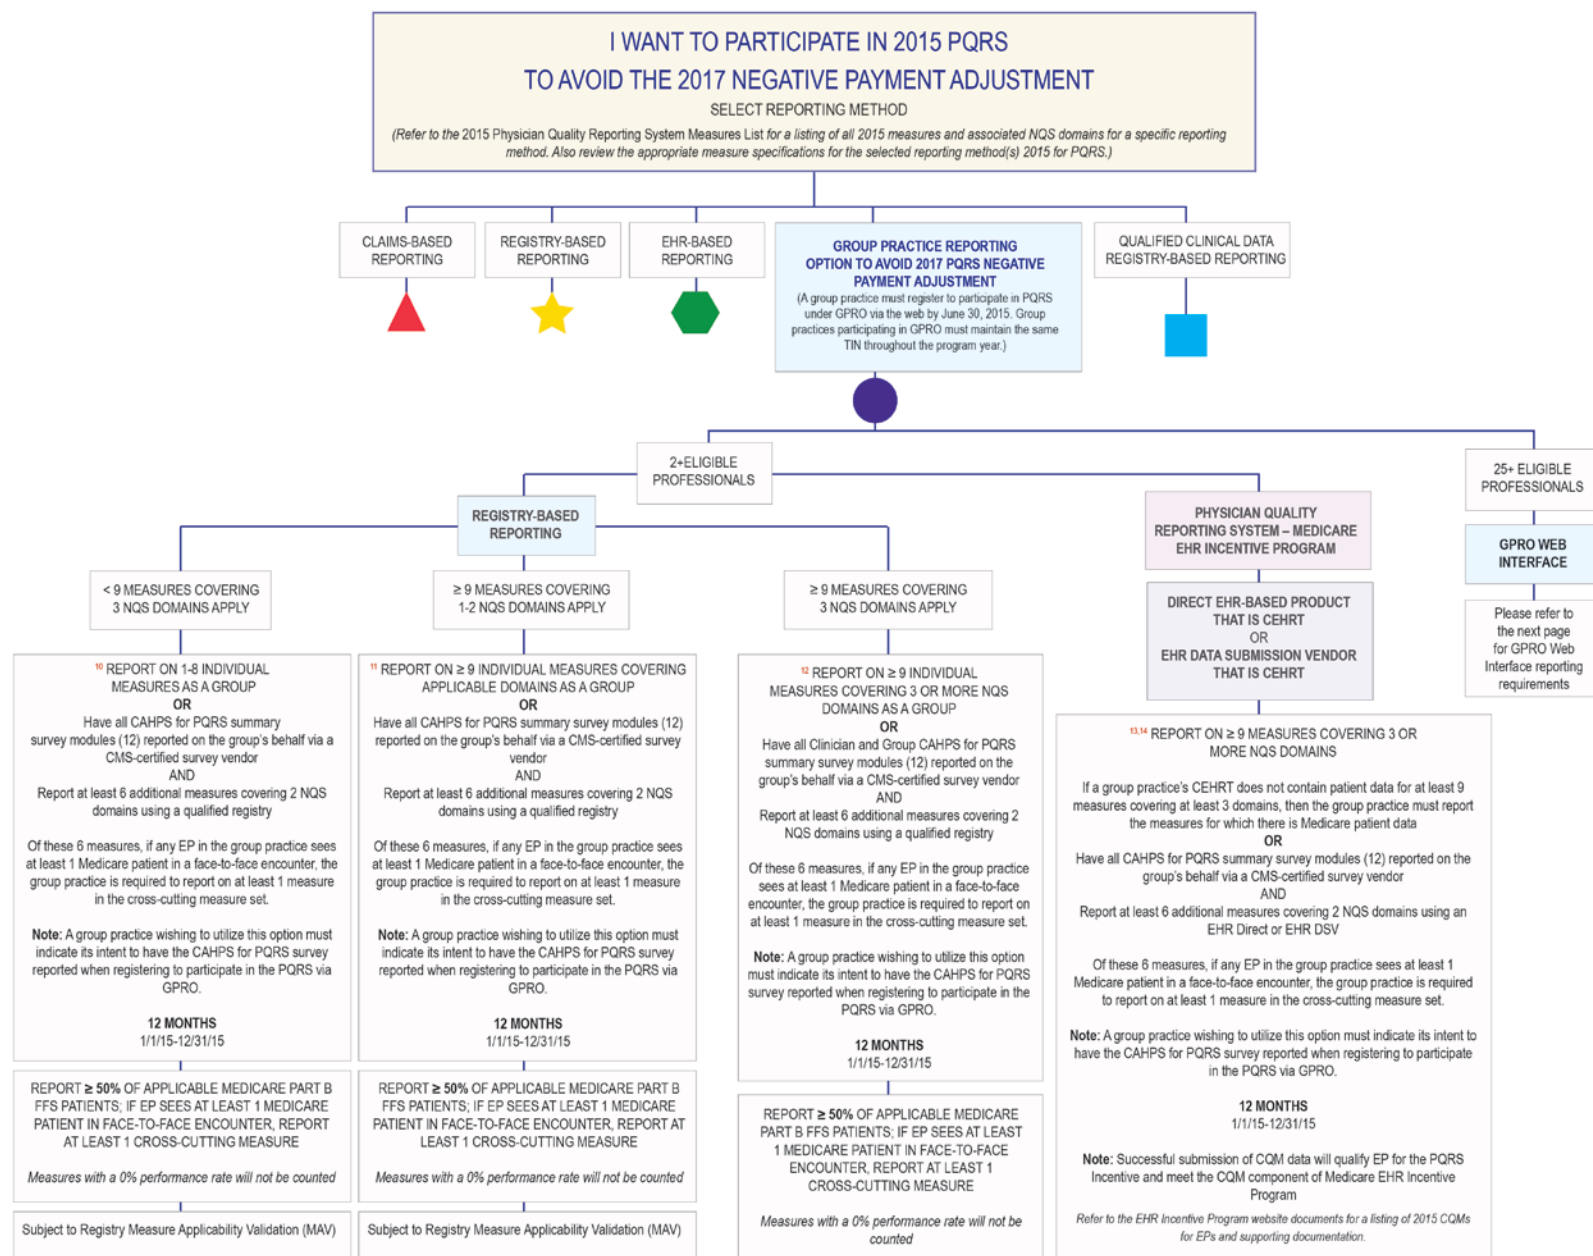 I WANT TO PARTICIPATE IN 2015 PQRS
TO AVOID THE 2017 NEGATIVE PAYMENT ADJUSTMENT
SELECT REPORTING METHOD
(Refer to the 2015 Physician Quality Reporting System Measures List for a listing of all 2015 measures and associated NQS domains for a specific reporting
method. Also review the appropriate measure specifications for the selected reporting method(s) 2015 for PQRS.)
CLAIMS-BASED
REPORTING
REGISTRY-BASED
REPORTING
EHR-BASED
REPORTING
GROUP PRACTICE REPORTING
OPTION TO AVOID 2017 PQRS NEGATIVE
PAYMENT ADJUSTMENT
(A group practice must register to participate in PQRS
under GPRO via the web by June 30, 2015. Group
practices participating in GPRO must maintain the same
TIN throughout the program year.)
QUALIFIED CLINICAL DATA
REGISTRY-BASED REPORTING
2+ELIGIBLE
PROFESSIONALS
25+ ELIGIBLE
PROFESSIONALS
REGISTRY-BASED
REPORTING
PHYSICIAN QUALITY
REPORTING SYSTEM – MEDICARE
EHR INCENTIVE PROGRAM
GPRO WEB
INTERFACE
< 9 MEASURES COVERING
3 NQS DOMAINS APPLY
≥ 9 MEASURES COVERING
1-2 NQS DOMAINS APPLY
≥ 9 MEASURES COVERING
3 NQS DOMAINS APPLY
DIRECT EHR-BASED PRODUCT
THAT IS CEHRT
OR
EHR DATA SUBMISSION VENDOR
THAT IS CEHRT
Please refer to
the next page
for GPRO Web
Interface reporting
requirements
10 REPORT ON 1-8 INDIVIDUAL
MEASURES AS A GROUP
OR
Have all CAHPS for PQRS summary
survey modules (12) reported on the group's behalf via a
CMS-certified survey vendor
AND
Report at least 6 additional measures covering 2 NQS
domains using a qualified registry
Of these 6 measures, if any EP in the group practice sees
at least 1 Medicare patient in a face-to-face encounter, the
group practice is required to report on at least 1 measure
in the cross-cutting measure set.
Note: A group practice wishing to utilize this option must
indicate its intent to have the CAHPS for PQRS survey
reported when registering to participate in the PQRS via
GPRO.
12 MONTHS
1/1/15-12/31/15
REPORT ≥ 50% OF APPLICABLE MEDICARE PART B
FFS PATIENTS; IF EP SEES AT LEAST 1 MEDICARE
PATIENT IN FACE-TO-FACE ENCOUNTER, REPORT
AT LEAST 1 CROSS-CUTTING MEASURE
Measures with a 0% performance rate will not be counted
Subject to Registry Measure Applicability Validation (MAV)
11 REPORT ON ≥ 9 INDIVIDUAL MEASURES COVERING
APPLICABLE DOMAINS AS A GROUP
OR
Have all CAHPS for PQRS summary survey modules (12)
reported on the group's behalf via a CMS-certified survey
vendor
AND
Report at least 6 additional measures covering 2 NQS
domains using a qualified registry
Of these 6 measures, if any EP in the group practice sees
at least 1 Medicare patient in a face-to-face encounter, the
group practice is required to report on at least 1 measure
in the cross-cutting measure set.
Note: A group practice wishing to utilize this option must
indicate its intent to have the CAHPS for PQRS survey
reported when registering to participate in the PQRS via
GPRO.
12 MONTHS
1/1/15-12/31/15
REPORT ≥ 50% OF APPLICABLE MEDICARE PART B
FFS PATIENTS; IF EP SEES AT LEAST 1 MEDICARE
PATIENT IN FACE-TO-FACE ENCOUNTER, REPORT AT
LEAST 1 CROSS-CUTTING MEASURE
Measures with a 0% performance rate will not be counted
Subject to Registry Measure Applicability Validation (MAV)
12 REPORT ON ≥ 9 INDIVIDUAL
MEASURES COVERING 3 OR MORE NQS
DOMAINS AS A GROUP
OR
Have all Clinician and Group CAHPS for PQRS
summary survey modules (12) reported on the
group's behalf via a CMS-certified survey vendor
AND
Report at least 6 additional measures covering 2
NQS domains using a qualified registry
Of these 6 measures, if any EP in the group practice
sees at least 1 Medicare patient in a face-to-face
encounter, the group practice is required to report on
at least 1 measure in the cross-cutting measure set.
Note: A group practice wishing to utilize this option
must indicate its intent to have the CAHPS for PQRS
survey reported when registering to participate in the
PQRS via GPRO.
12 MONTHS
1/1/15-12/31/15
REPORT ≥ 50% OF APPLICABLE MEDICARE
PART B FFS PATIENTS; IF EP SEES AT LEAST
1 MEDICARE PATIENT IN FACE-TO-FACE
ENCOUNTER, REPORT AT LEAST 1
CROSS-CUTTING MEASURE
Measures with a 0% performance rate will not be
counted
13,14 REPORT ON ≥ 9 MEASURES COVERING 3 OR
MORE NQS DOMAINS
If a group practice's CEHRT does not contain patient data for at least 9
measures covering at least 3 domains, then the group practice must report
the measures for which there is Medicare patient data
OR
Have all CAHPS for PQRS summary survey modules (12) reported on the
group's behalf via a CMS-certified survey vendor
AND
Report at least 6 additional measures covering 2 NQS domains using an
EHR Direct or EHR DSV
Of these 6 measures, if any EP in the group practice sees at least 1
Medicare patient in a face-to-face encounter, the group practice is required
to report on at least 1 measure in the cross-cutting measure set.
Note: A group practice wishing to utilize this option must indicate its intent to
have the CAHPS for PQRS survey reported when registering to participate
in the PQRS via GPRO.
12 MONTHS
1/1/15-12/31/15
Note: Successful submission of CQM data will qualify EP for the PQRS
Incentive and meet the CQM component of Medicare EHR Incentive
Program
Refer to the EHR Incentive Program website documents for a listing of 2015 CQMs
for EPs and supporting documentation.